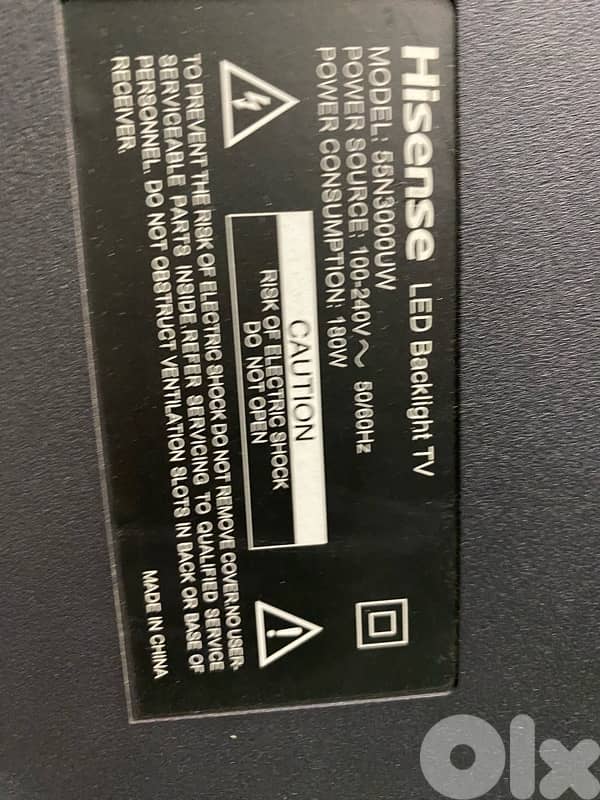 Hisense LED Backlight TV
MODEL: 55N3000UW
POWER SOURCE: 100-240V~ 50/60Hz
POWER CONSUMPTION: 180W
CAUTION
RISK OF ELECTRIC SHOCK
DO NOT OPEN
TO PREVENT THE RISK OF ELECTRIC SHOCK DO NOT REMOVE COVER.NO USER-
SERVICEABLE PARTS INSIDE.REFER SERVICING TO QUALIFIED SERVICE
PERSONNEL. DO NOT OBSTRUCT VENTILATION SLOTS IN BACK OR BASE OF
RECEIVER.
MADE IN CHINA
Olx